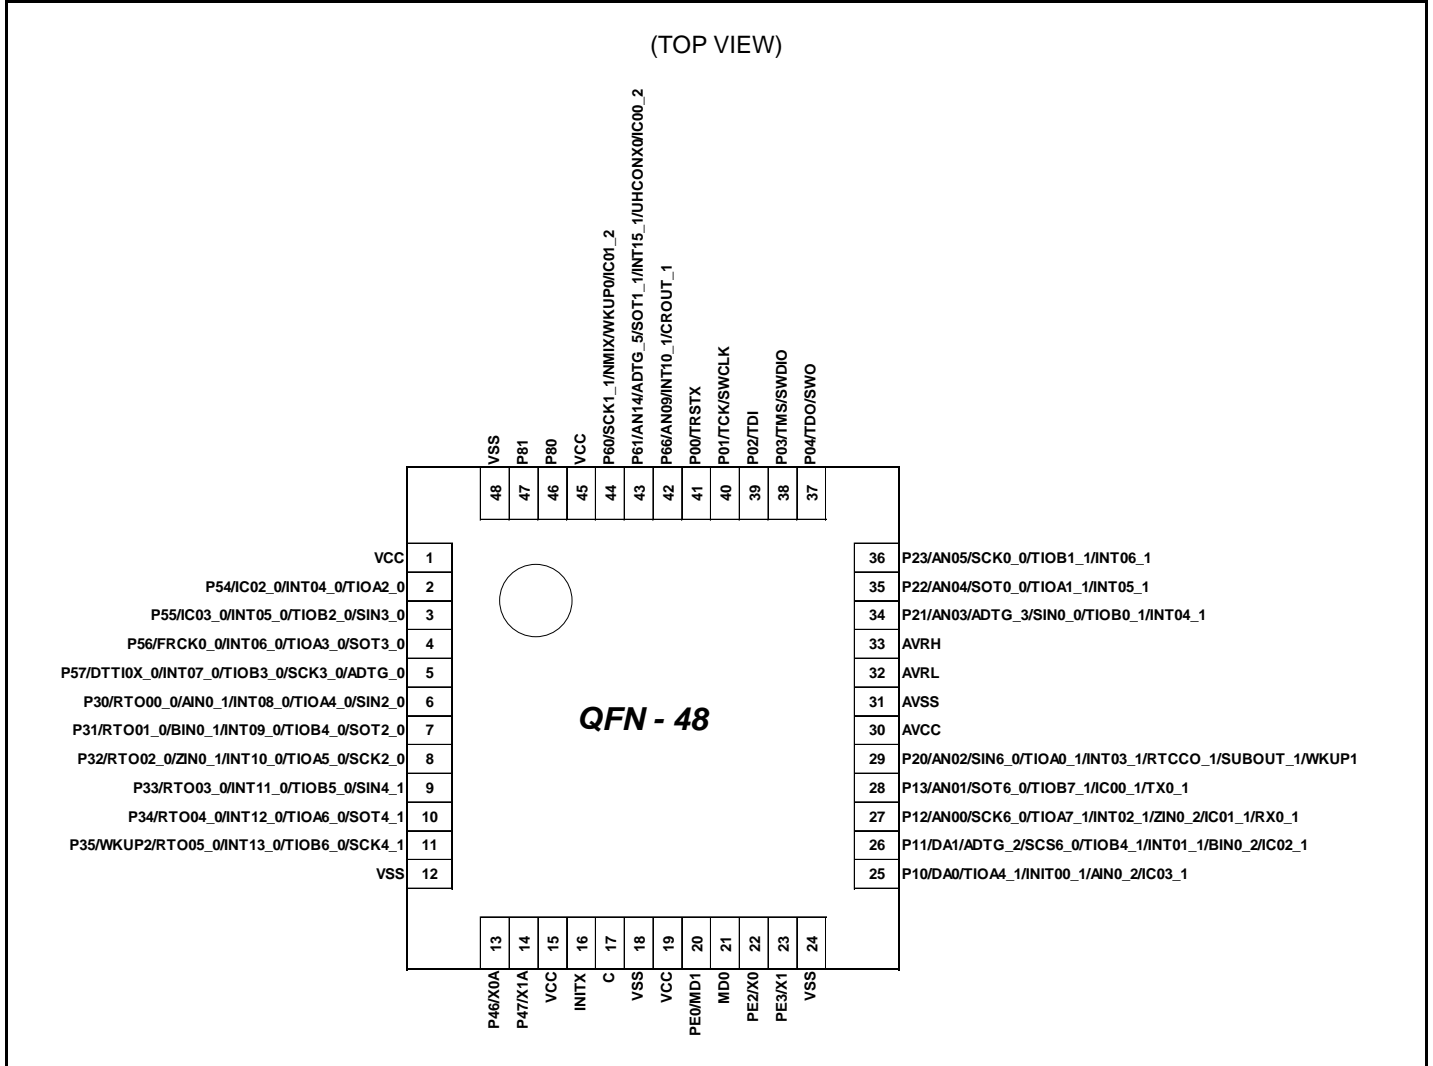 (TOP VIEW)
VSS
P81
P80
VCC
P60/SCK1_1/NMIX/WKUP0/IC01_2
P61/AN14/ADTG_5/SOT1_1/INT15_1/UHCONX0/IC00_2
P66/AN09/INT10_1/CROUT_1
P00/TRSTX
P01/TCK/SWCLK
P02/TDI
P03/TMS/SWDIO
P04/TDO/SWO
48 47 46 45 44 43 42 41 40 39 38 37
VCC 1
P54/IC02_0/INT04_0/TIOA2_0 2
P55/IC03_0/INT05_0/TIOB2_0/SIN3_0 3
P56/FRCK0_0/INT06_0/TIOA3_0/SOT3_0 4
P57/DTTI0X_0/INT07_0/TIOB3_0/SCK3_0/ADTG_0 5
P30/RTO00_0/AIN0_1/INT08_0/TIOA4_0/SIN2_0 6
P31/RTO01_0/BIN0_1/INT09_0/TIOB4_0/SOT2_0 7
P32/RTO02_0/ZIN0_1/INT10_0/TIOA5_0/SCK2_0 8
P33/RTO03_0/INT11_0/TIOB5_0/SIN4_1 9
P34/RTO04_0/INT12_0/TIOA6_0/SOT4_1 10
P35/WKUP2/RTO05_0/INT13_0/TIOB6_0/SCK4_1 11
VSS 12
QFN - 48
36 P23/AN05/SCK0_0/TIOB1_1/INT06_1
35 P22/AN04/SOT0_0/TIOA1_1/INT05_1
34 P21/AN03/ADTG_3/SIN0_0/TIOB0_1/INT04_1
33 AVRH
32 AVRL
31 AVSS
30 AVCC
29 P20/AN02/SIN6_0/TIOA0_1/INT03_1/RTCCO_1/SUBOUT_1/WKUP1
28 P13/AN01/SOT6_0/TIOB7_1/IC00_1/TX0_1
27 P12/AN00/SCK6_0/TIOA7_1/INT02_1/ZIN0_2/IC01_1/RX0_1
26 P11/DA1/ADTG_2/SCS6_0/TIOB4_1/INT01_1/BIN0_2/IC02_1
25 P10/DA0/TIOA4_1/INIT00_1/AIN0_2/IC03_1
13 14 15 16 17 18 19 20 21 22 23 24
P46/X0A
P47/X1A
VCC
INITX
C
VSS
VCC
PE0/MD1
MD0
PE2/X0
PE3/X1
VSS